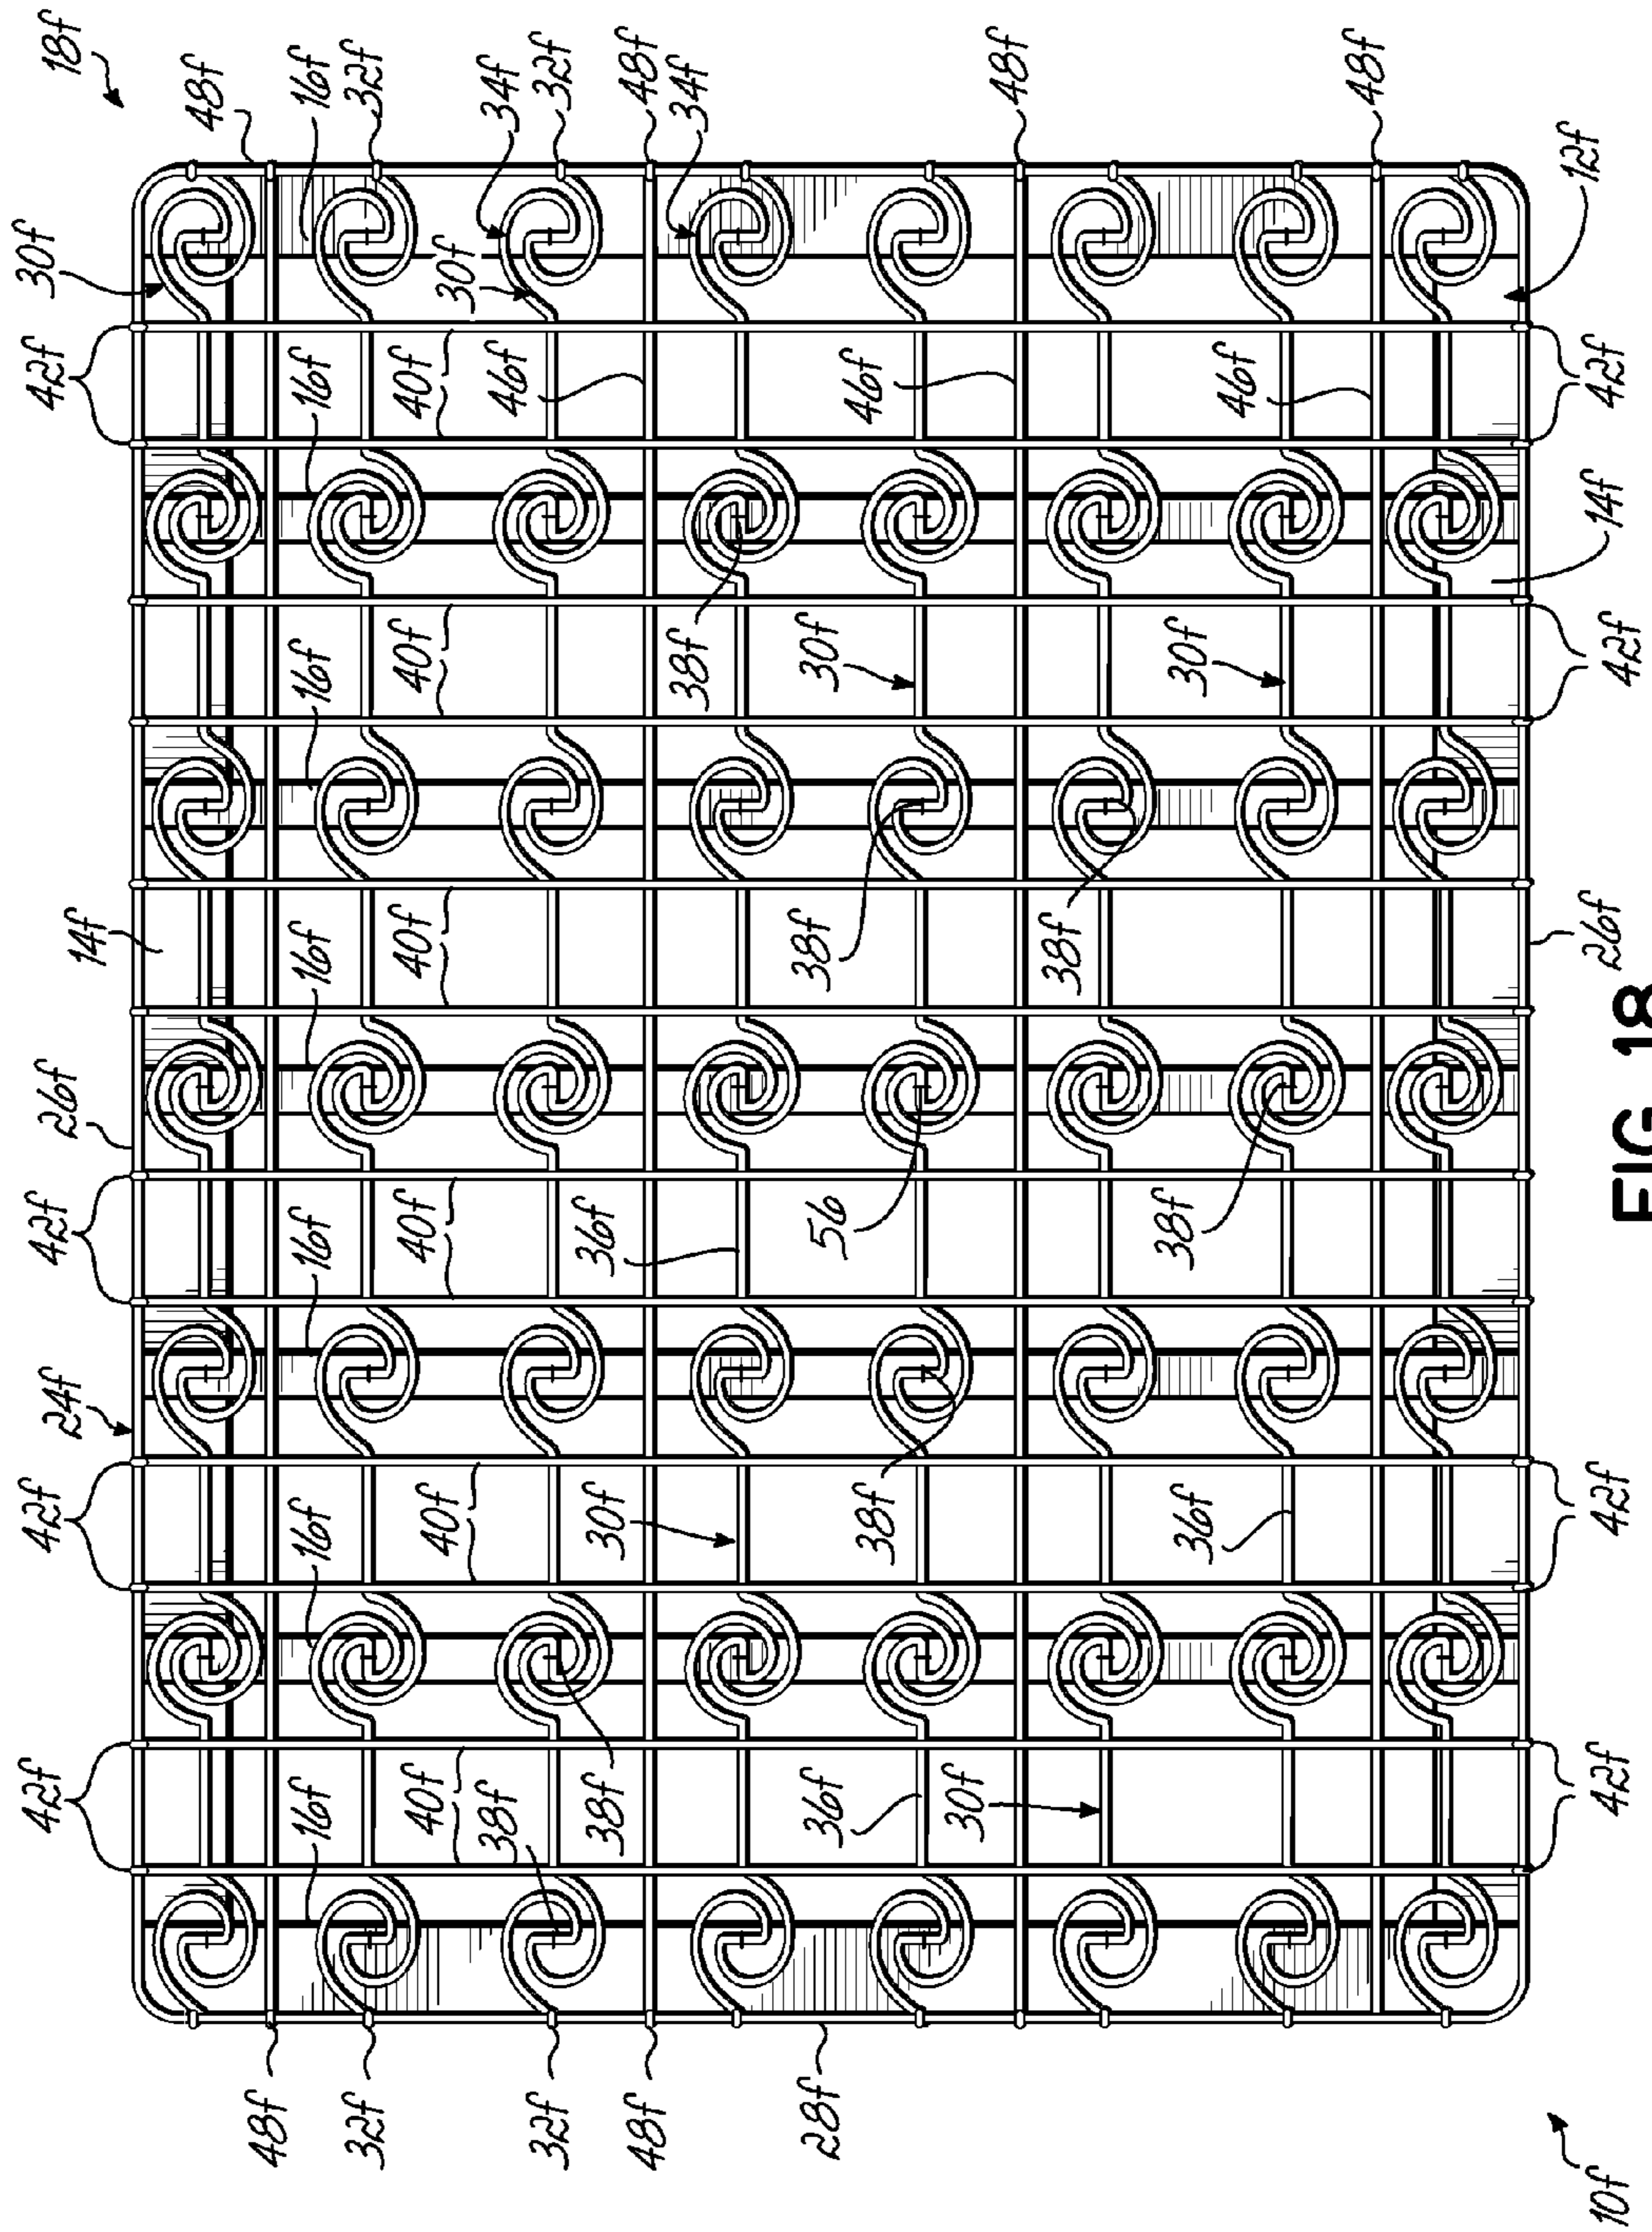 42f 42f 24f 42f 26f 14f 42f 30f 18f
48f 48f
16f 16f 16f 16f 16f 16f 16f
32f 32f
40f 40f 40f 40f 40f 40f 30f
38f 46f 34f
32f 32f
38f 30f 36f
48f 48f
38f 34f
28f 36f 38f 56 38f 30f 46f
30f 38f 48f
36f 38f 30f 46f 48f
10f 42f 42f 26f 42f 14f 42f 12f
FIG. 18